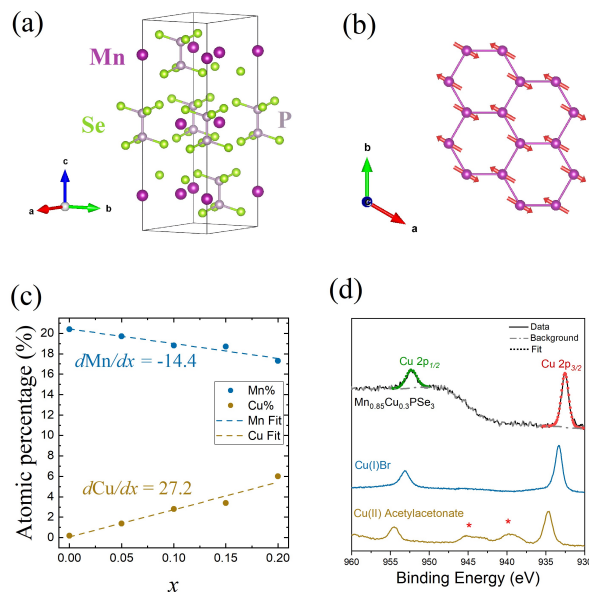 (a)
Mn
Se
P
c
a
b
(b)
b
a
(c)
Atomic percentage (%)
22
20
18
16
14
12
10
8
6
4
2
0
dMn/dx = -14.4
Mn%
Cu%
Mn Fit
Cu Fit
dCu/dx = 27.2
0.00 0.05 0.10 0.15 0.20
x
(d)
Data
Background
Fit
Cu 2p1/2
Cu 2p3/2
Mn0.85Cu0.3PSe3
Cu(I)Br
Cu(II) Acetylacetonate
* *
960 955 950 945 940 935 930
Binding Energy (eV)